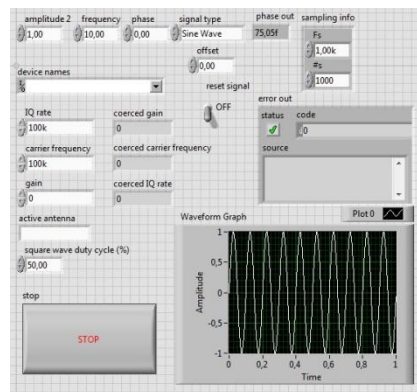 amplitude 2 frequency phase signal type phase out sampling info
1,00 10,00 0,00 Sine Wave 75,05f Fs
1,00k
offset
0,00 #s
1000
device names
reset signal
OFF
error out
status code
0
source
IQ rate coerced gain
100k 0
carrier frequency coerced carrier frequency
100k 0
gain coerced IQ rate
0 0
active antenna
square wave duty cycle (%)
50,00
stop
STOP
Waveform Graph Plot 0
Amplitude
1
0,5
0
-0,5
-1
0 0,2 0,4 0,6 0,8 1
Time